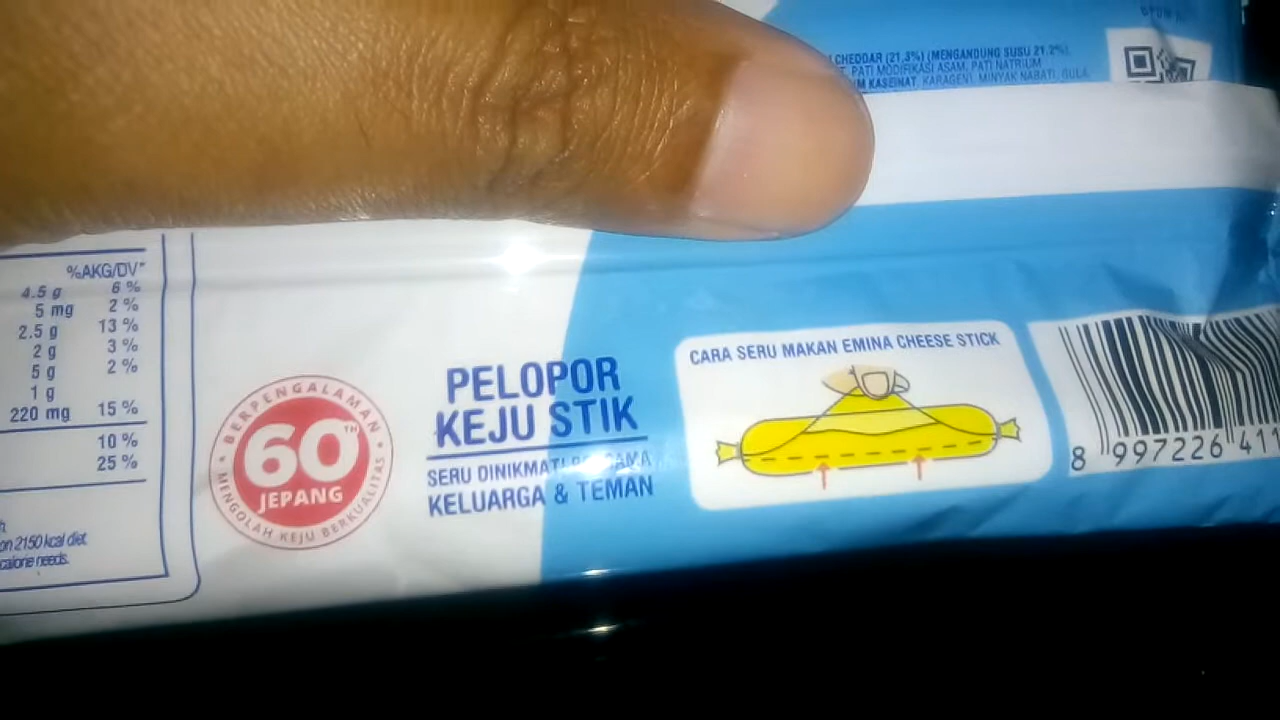 CHEDDAR (21,3%) (MENGANDUNG SUSU 21.2%),
PATI MODIFIKASI ASAM, PATI NATRIUM
KASEINAT, KARAGEN), MINYAK NABATI, GULA,
%AKG/DV*
4.5 g 6 %
5 mg 2 %
2.5 g 13 %
2 g 3 %
5 g 2 %
1 g
220 mg 15 %
10 %
25 %
on 2150 kcal diet
calorie needs.
BERPENGALAMAN
60TH
JEPANG
MENGOLAH KEJU BERKUALITAS
PELOPOR
KEJU STIK
SERU DINIKMATI
KELUARGA & TEMAN
CARA SERU MAKAN EMINA CHEESE STICK
8 997226 411